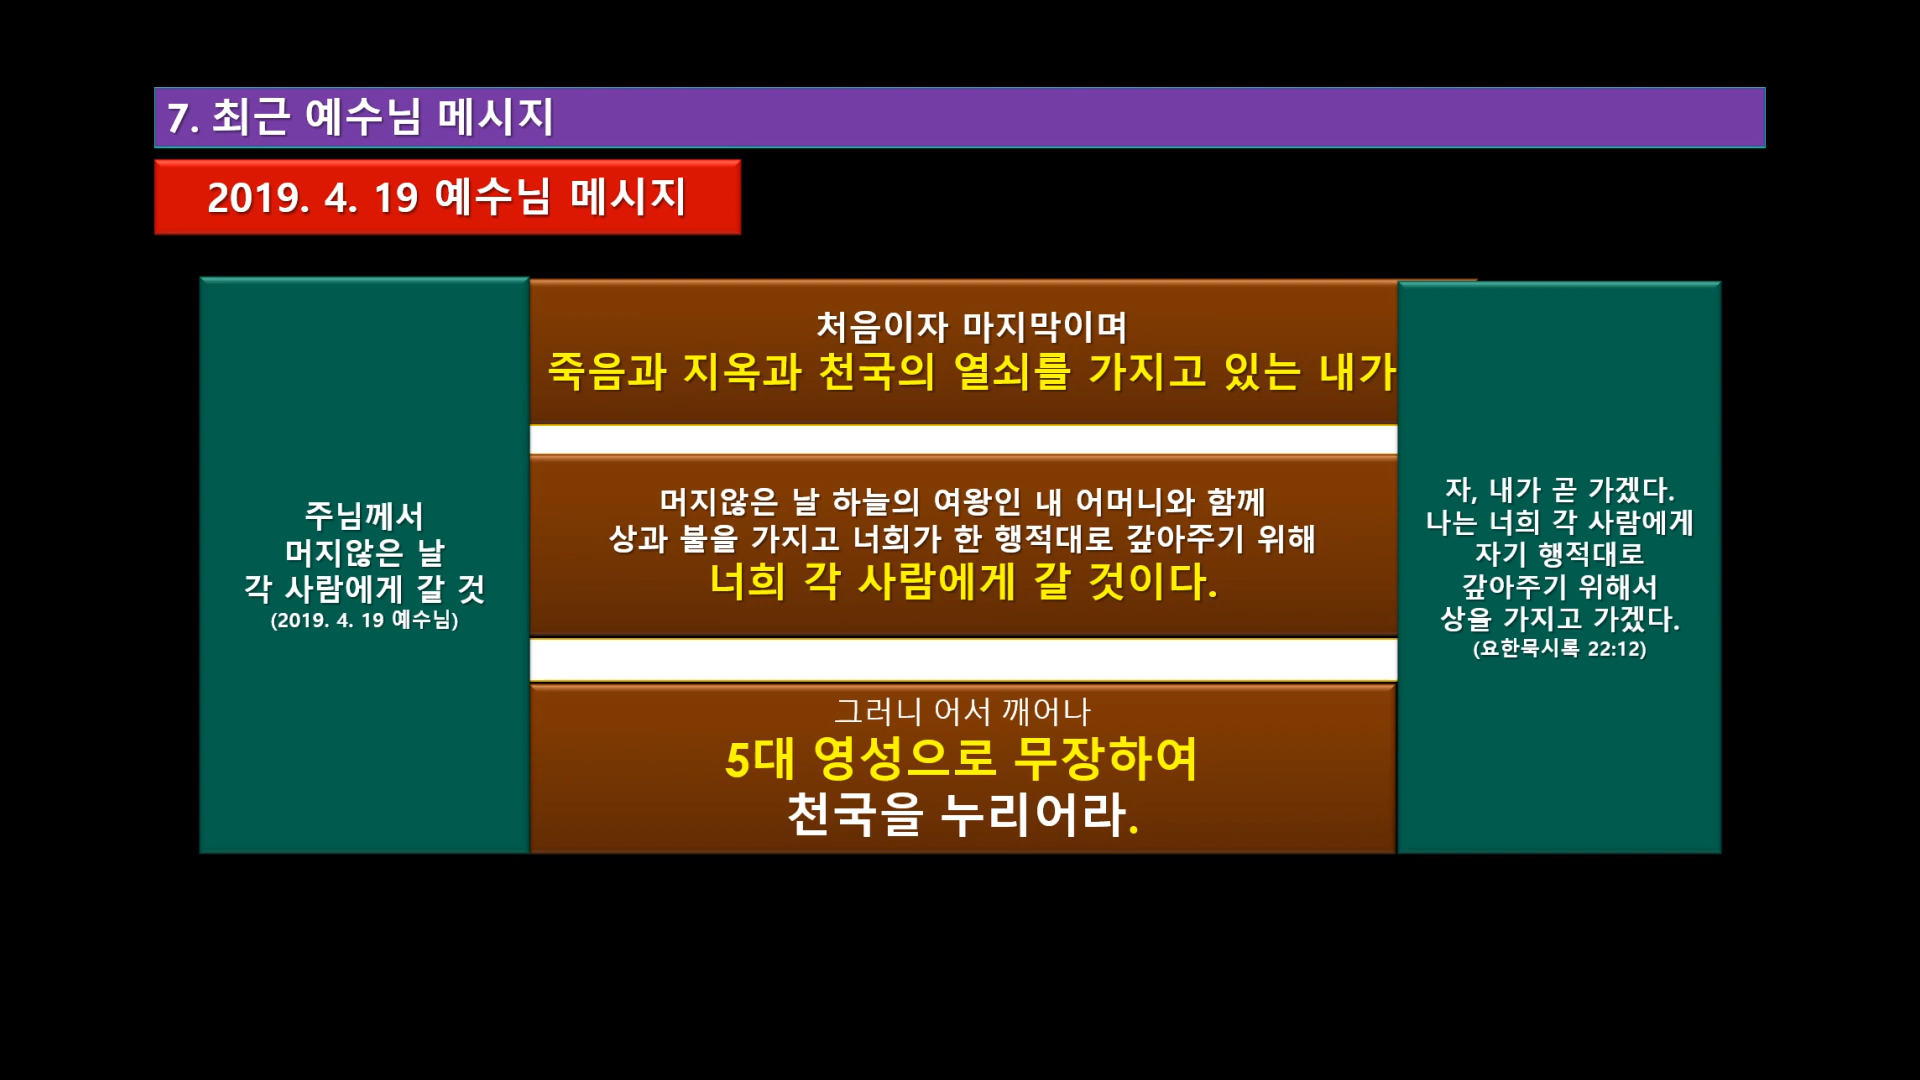 7. 최근 예수님 메시지
2019. 4. 19 예수님 메시지
주님께서
머지않은 날
각 사람에게 갈 것
(2019. 4. 19 예수님)
처음이자 마지막이며
죽음과 지옥과 천국의 열쇠를 가지고 있는 내가
머지않은 날 하늘의 여왕인 내 어머니와 함께
상과 불을 가지고 너희가 한 행적대로 갚아주기 위해
너희 각 사람에게 갈 것이다.
그러니 어서 깨어나
5대 영성으로 무장하여
천국을 누리어라.
자, 내가 곧 가겠다.
나는 너희 각 사람에게
자기 행적대로
갚아주기 위해서
상을 가지고 가겠다.
(요한묵시록 22:12)